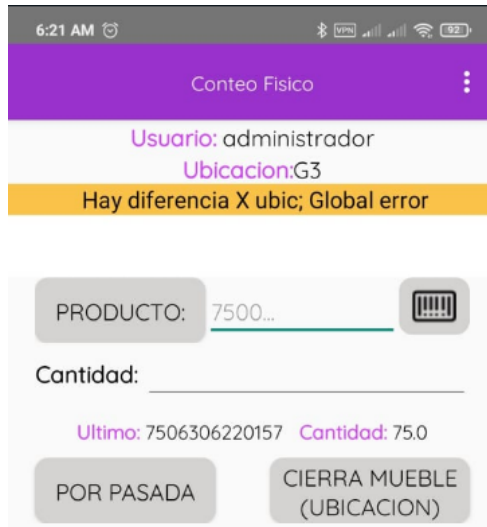 6:21 AM
VPN 92
Conteo Fisico
Usuario: administrador
Ubicacion:G3
Hay diferencia X ubic; Global error
PRODUCTO: 7500...
Cantidad:
Ultimo: 7506306220157 Cantidad: 75.0
POR PASADA
CIERRA MUEBLE
(UBICACION)